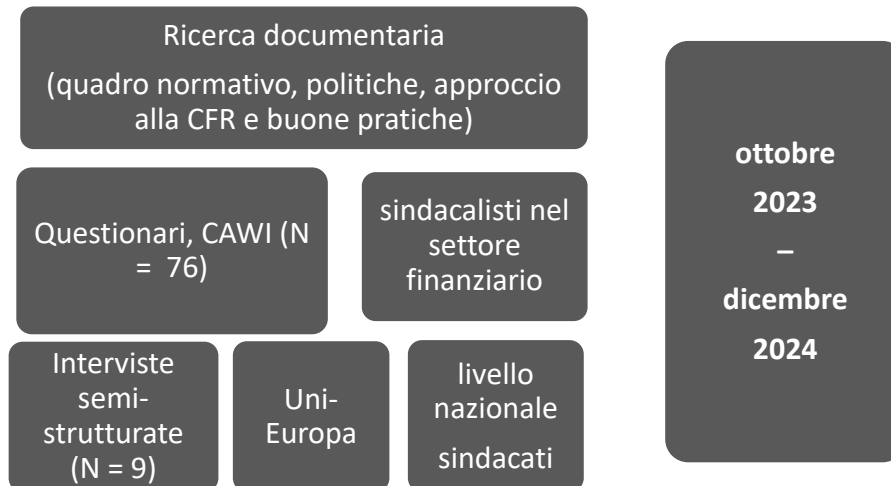 Ricerca documentaria
(quadro normativo, politiche, approccio
alla CFR e buone pratiche)
Questionari, CAWI (N
= 76)
sindacalisti nel
settore
finanziario
Interviste
semi-
strutturate
(N = 9)
Uni-
Europa
livello
nazionale
sindacati
ottobre
2023
–
dicembre
2024